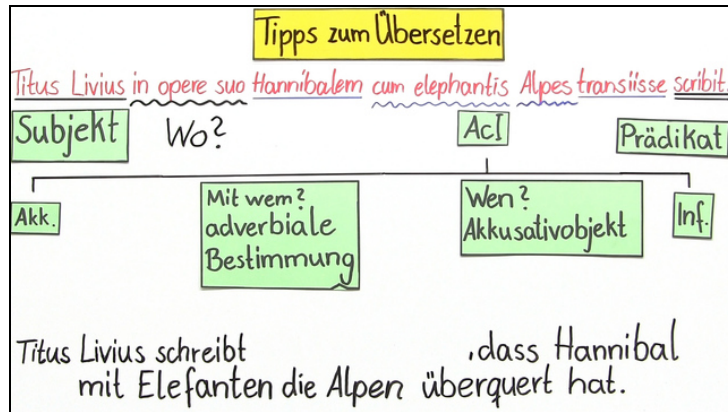 Tipps zum Übersetzen
Titus Livius in opere suo Hannibalem cum elephantis Alpes transiisse scribit.
Subjekt Wo? AcI Prädikat
Akk.
Mit wem?
adverbiale
Bestimmung
Wen?
Akkusativobjekt
Inf.
Titus Livius schreibt ,dass Hannibal
mit Elefanten die Alpen überquert hat.